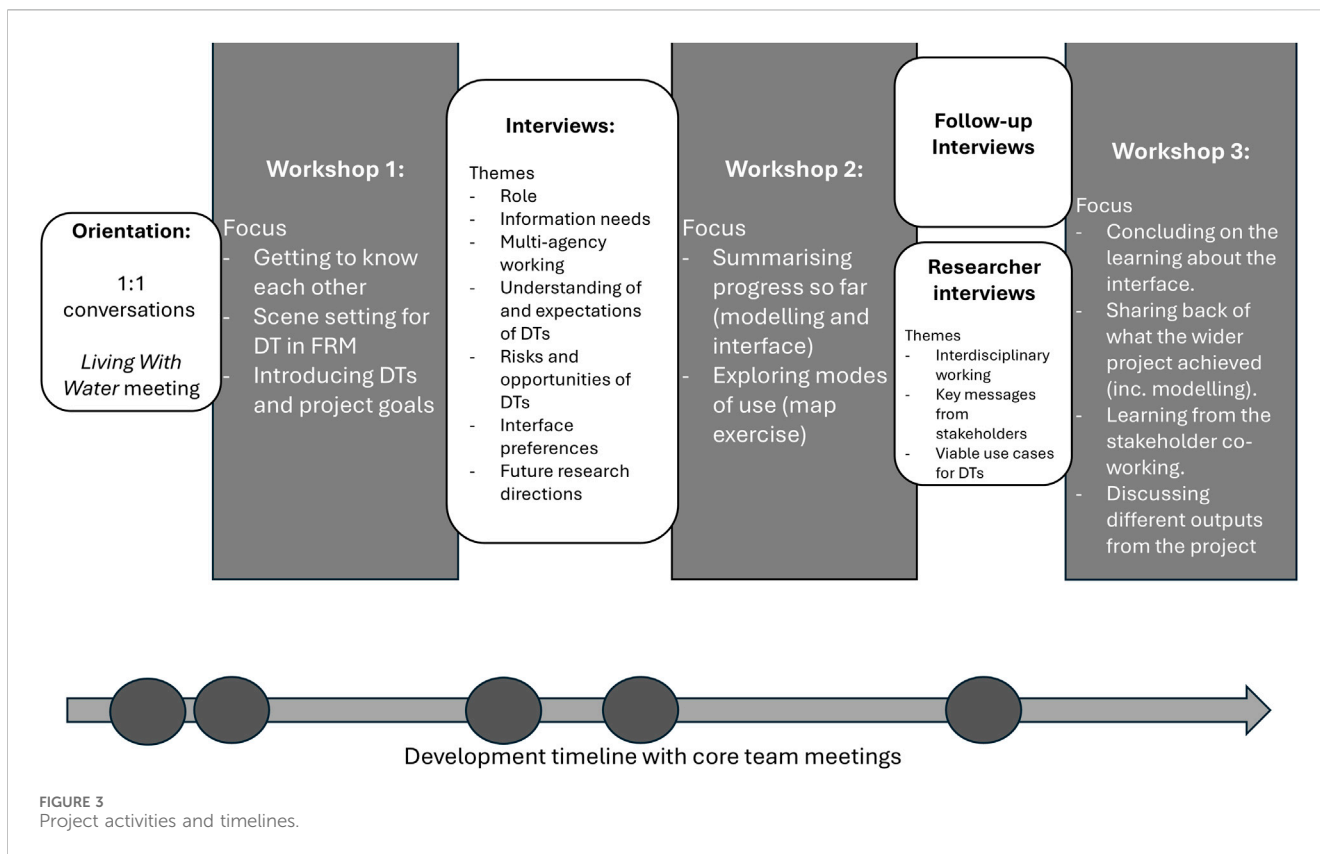 Orientation:
1:1
conversations
Living With
Water meeting
Workshop 1:
Focus
- Getting to know
each other
- Scene setting for
DT in FRM
- Introducing DTs
and project goals
Interviews:
Themes
- Role
- Information needs
- Multi-agency
working
- Understanding of
and expectations
of DTs
- Risks and
opportunities of
DTs
- Interface
preferences
- Future research
directions
Workshop 2:
Focus
- Summarising
progress so far
(modelling and
interface)
- Exploring modes
of use (map
exercise)
Follow-up
Interviews
Researcher
interviews
Themes
- Interdisciplinary
working
- Key messages
from
stakeholders
- Viable use cases
for DTs
Workshop 3:
Focus
- Concluding on the
learning about the
interface.
- Sharing back of
what the wider
project achieved
(inc. modelling).
- Learning from the
stakeholder co-
working.
- Discussing
different outputs
from the project
Development timeline with core team meetings
FIGURE 3
Project activities and timelines.